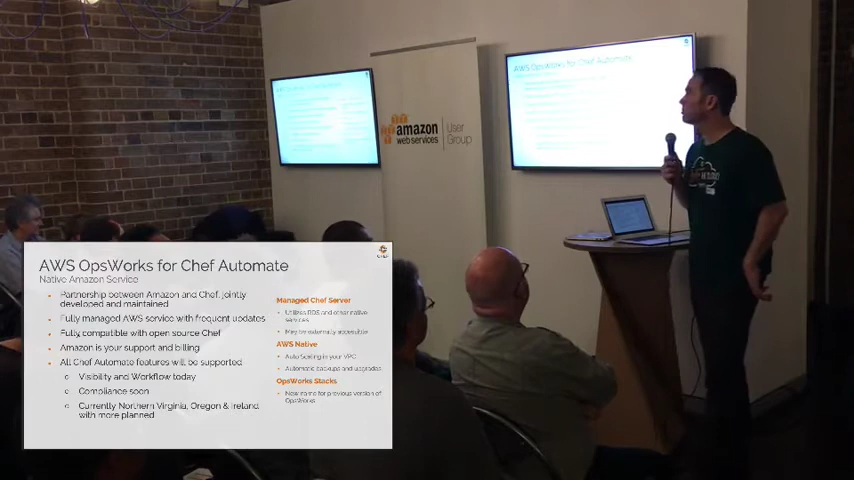 AWS OpsWorks for Chef Automate
amazon
web services
User
Group
AWS OpsWorks for Chef Automate
Native Amazon Service
CHEF
Partnership between Amazon and Chef, jointly
developed and maintained
Fully managed AWS service with frequent updates
Fully compatible with open source Chef
Amazon is your support and billing
All Chef Automate features will be supported
Visibility and Workflow today
Compliance soon
Currently Northern Virginia, Oregon & Ireland
with more planned
Managed Chef Server
Utilizes RDS and other native
services
May be externally accessible
AWS Native
Auto Scaling in your VPC
Automatic backups and upgrades
OpsWorks Stacks
New name for previous version of
OpsWorks